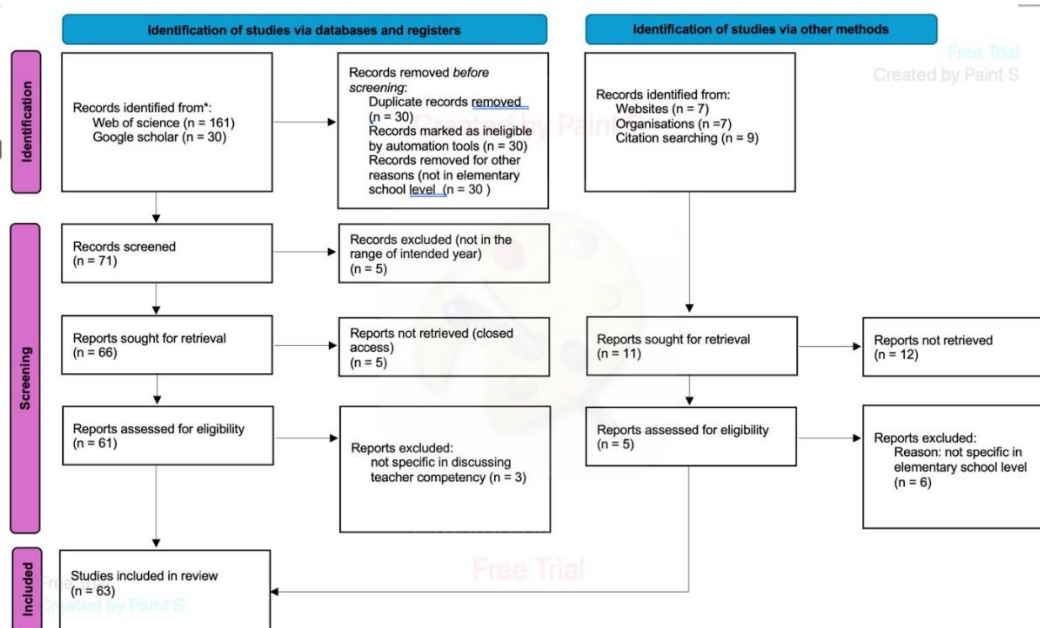 Identification of studies via databases and registers
Identification of studies via other methods
Free Trial
Created by Paint S
Identification
Records identified from*:
Web of science (n = 161)
Google scholar (n = 30)
Records removed before
screening:
Duplicate records removed
(n = 30)
Records marked as ineligible
by automation tools (n = 30)
Records removed for other
reasons (not in elementary
school level (n = 30 )
Created by Pain
Records identified from:
Websites (n = 7)
Organisations (n =7)
Citation searching (n = 9)
Screening
Records screened
(n = 71)
Records excluded (not in the
range of intended year)
(n = 5)
Reports sought for retrieval
(n = 66)
Reports not retrieved (closed
access)
(n = 5)
Reports sought for retrieval
(n = 11)
Reports not retrieved
(n = 12)
Reports assessed for eligibility
(n = 61)
Reports excluded:
not specific in discussing
teacher competency (n = 3)
Reports assessed for eligibility
(n = 5)
Reports excluded:
Reason: not specific in
elementary school level
(n = 6)
Included
Studies included in review
(n = 63)
Free Trial
Created by Paint S